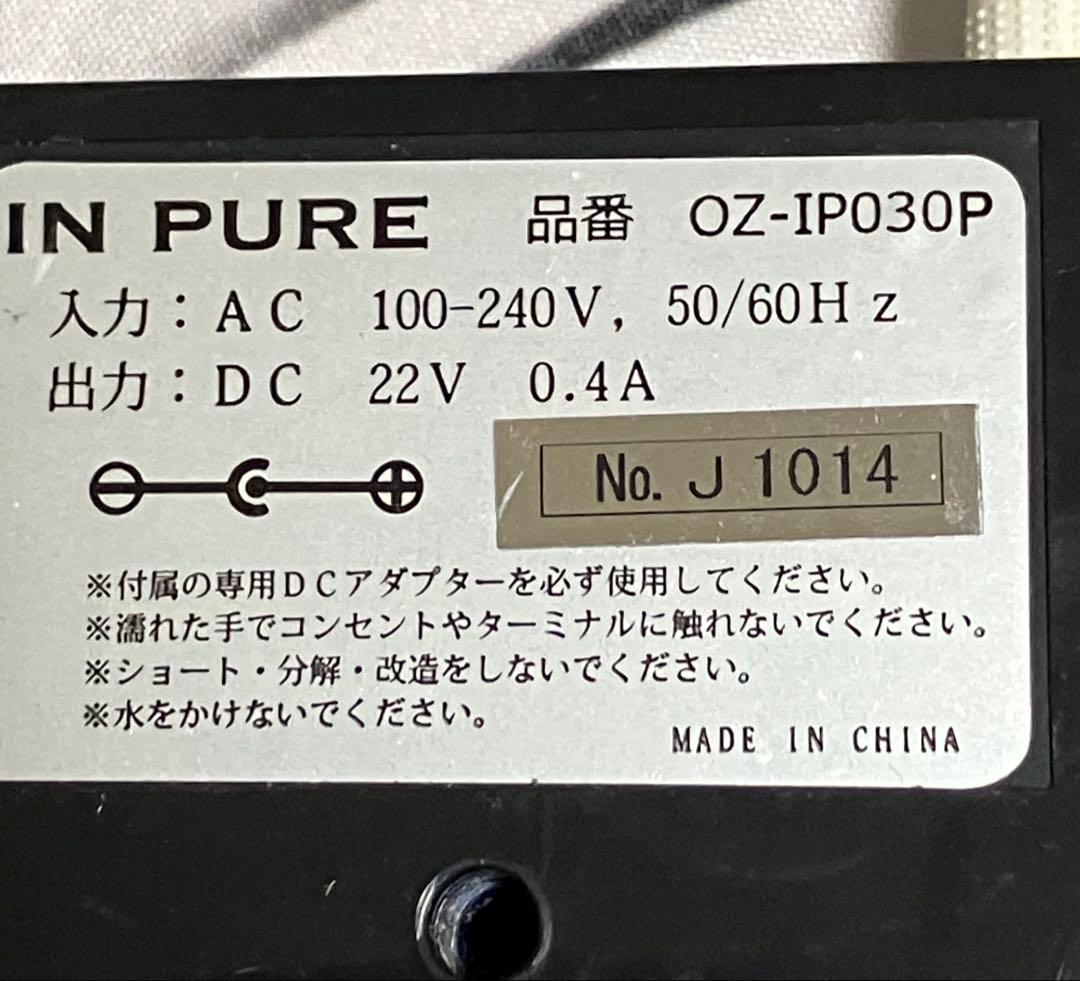 IN PURE 品番 OZ-IP030P
入力：AC 100-240V, 50/60Hz
出力：DC 22V 0.4A
No. J 1014
※付属の専用DCアダプターを必ず使用してください。
※濡れた手でコンセントやターミナルに触れないでください。
※ショート・分解・改造をしないでください。
※水をかけないでください。
MADE IN CHINA